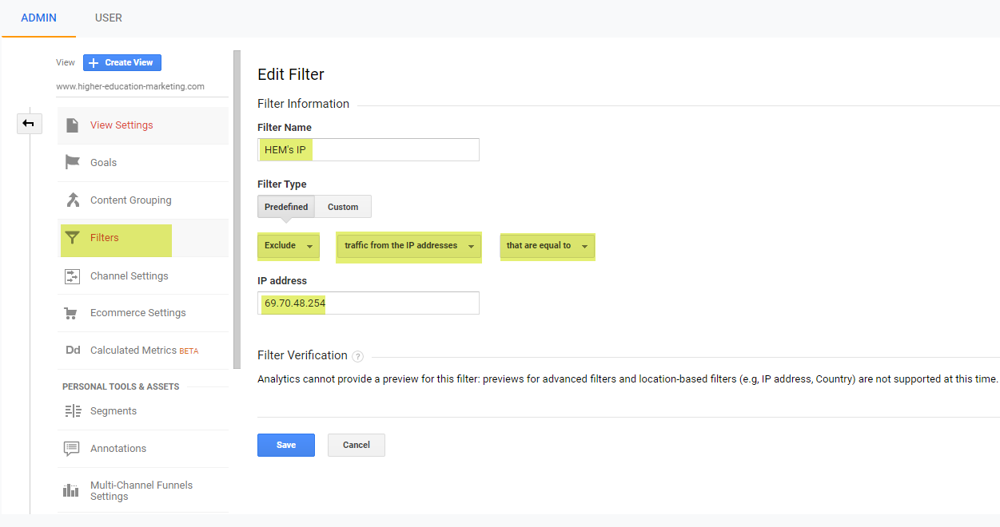 ADMIN
USER
View
Create View
www.higher-education-marketing.com
View Settings
Goals
Content Grouping
Filters
Channel Settings
Ecommerce Settings
Dd Calculated Metrics BETA
PERSONAL TOOLS & ASSETS
Segments
Annotations
Multi-Channel Funnels
Settings
Edit Filter
Filter Information
Filter Name
HEM's IP
Filter Type
Predefined Custom
Exclude traffic from the IP addresses that are equal to
IP address
69.70.48.254
Filter Verification ?
Analytics cannot provide a preview for this filter: previews for advanced filters and location-based filters (e.g, IP address, Country) are not supported at this time.
Save Cancel